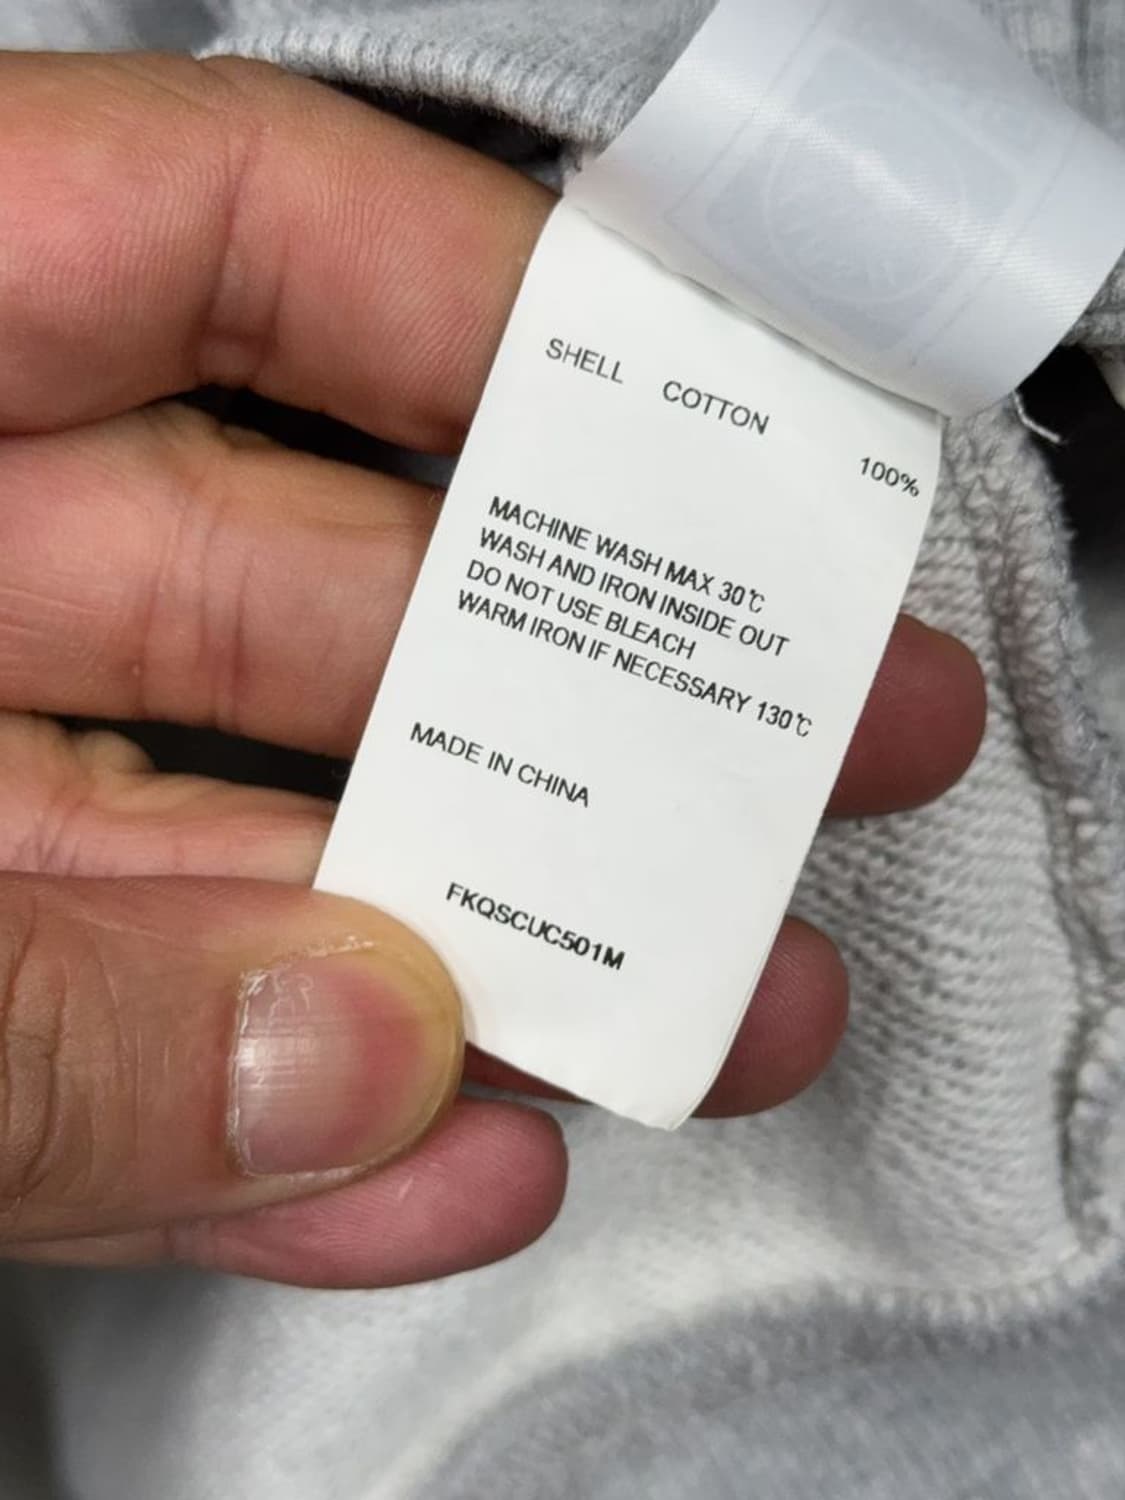 SHELL COTTON
100%
MACHINE WASH MAX 30℃
WASH AND IRON INSIDE OUT
DO NOT USE BLEACH
WARM IRON IF NECESSARY 130℃
MADE IN CHINA
FKQSCUC501M